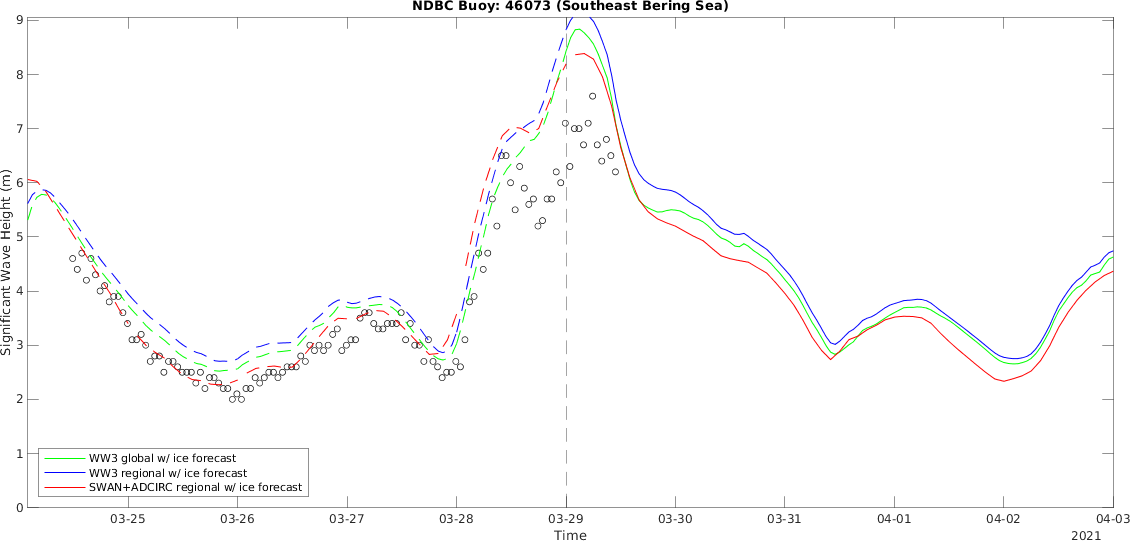 NDBC Buoy: 46073 (Southeast Bering Sea)
Significant Wave Height (m)
9
8
7
6
5
4
3
2
1
0
WW3 global w/ ice forecast
WW3 regional w/ ice forecast
SWAN+ADCIRC regional w/ ice forecast
03-25 03-26 03-27 03-28 03-29 03-30 03-31 04-01 04-02 04-03
Time
2021